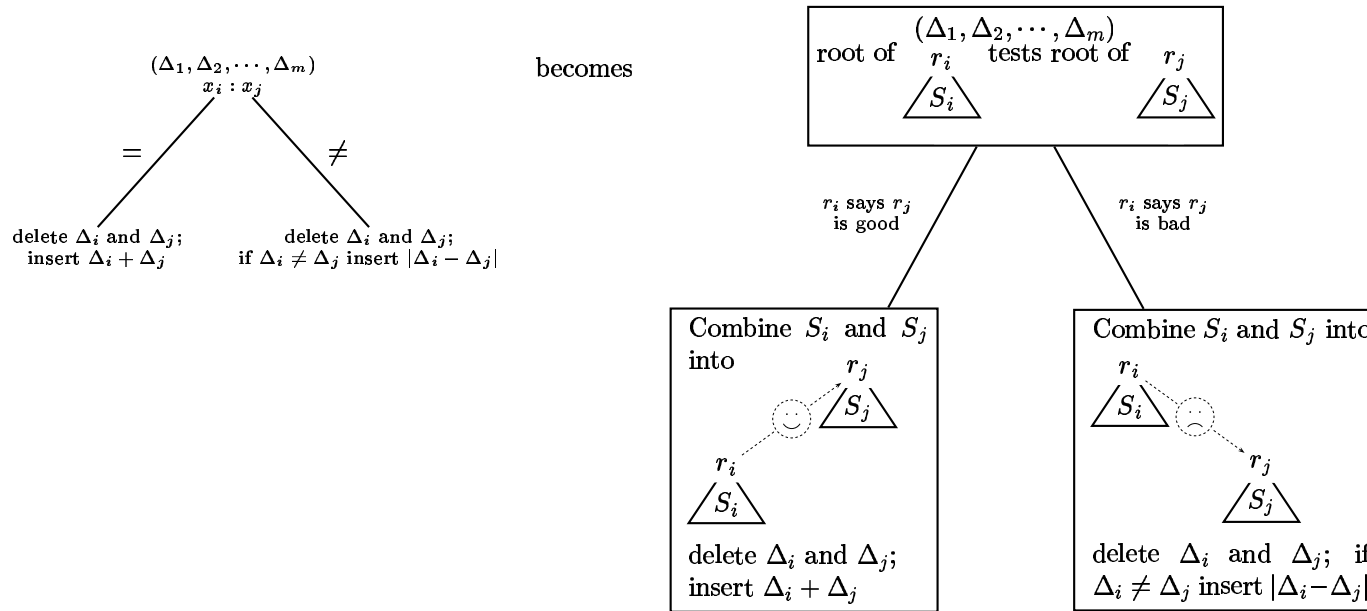 (Δ₁, Δ₂, ⋯, Δₘ)
xᵢ : xⱼ
=
≠
delete Δᵢ and Δⱼ;
insert Δᵢ + Δⱼ
delete Δᵢ and Δⱼ;
if Δᵢ ≠ Δⱼ insert |Δᵢ − Δⱼ|
becomes
(Δ₁, Δ₂, ⋯, Δₘ)
root of rᵢ tests root of rⱼ
Sᵢ Sⱼ
rᵢ says rⱼ
is good
rᵢ says rⱼ
is bad
Combine Sᵢ and Sⱼ
into
rⱼ
Sⱼ
rᵢ
Sᵢ
delete Δᵢ and Δⱼ;
insert Δᵢ + Δⱼ
Combine Sᵢ and Sⱼ into
rᵢ
Sᵢ
rⱼ
Sⱼ
delete Δᵢ and Δⱼ; if
Δᵢ ≠ Δⱼ insert |Δᵢ−Δⱼ|